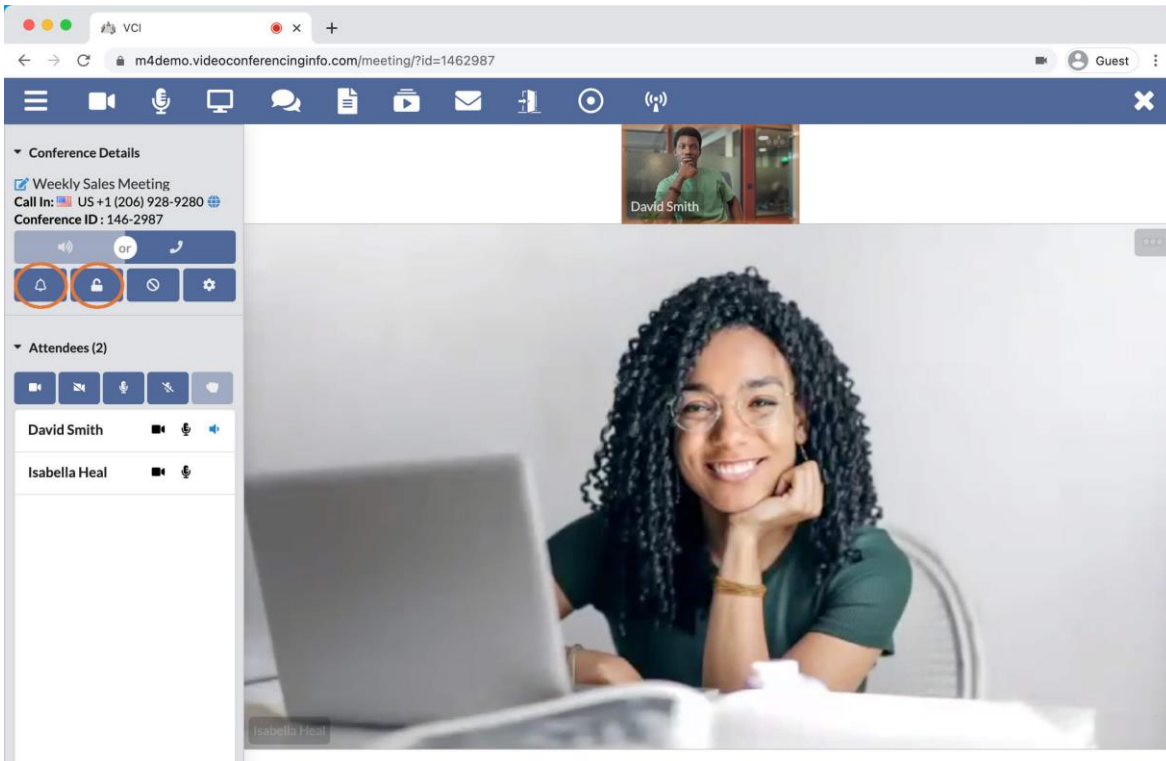 VCI
m4demo.videoconferencinginfo.com/meeting/?id=1462987
Guest
Conference Details
Weekly Sales Meeting
Call In: US +1 (206) 928-9280
Conference ID : 146-2987
or
Attendees (2)
David Smith
Isabella Heal
David Smith
Isabella Heal